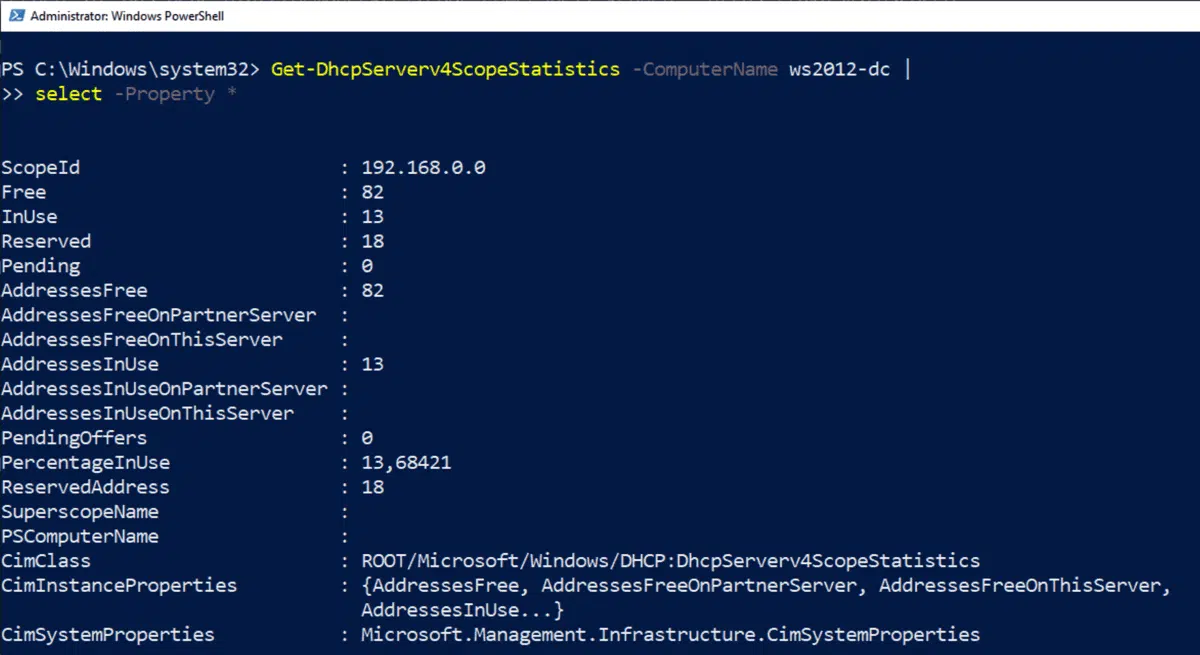 Administrator: Windows PowerShell
PS C:\Windows\system32> Get-DhcpServerv4ScopeStatistics -ComputerName ws2012-dc |
>> select -Property *
ScopeId : 192.168.0.0
Free : 82
InUse : 13
Reserved : 18
Pending : 0
AddressesFree : 82
AddressesFreeOnPartnerServer :
AddressesFreeOnThisServer :
AddressesInUse : 13
AddressesInUseOnPartnerServer :
AddressesInUseOnThisServer :
PendingOffers : 0
PercentageInUse : 13,68421
ReservedAddress : 18
SuperscopeName :
PSComputerName :
CimClass : ROOT/Microsoft/Windows/DHCP:DhcpServerv4ScopeStatistics
CimInstanceProperties : {AddressesFree, AddressesFreeOnPartnerServer, AddressesFreeOnThisServer,
AddressesInUse...}
CimSystemProperties : Microsoft.Management.Infrastructure.CimSystemProperties